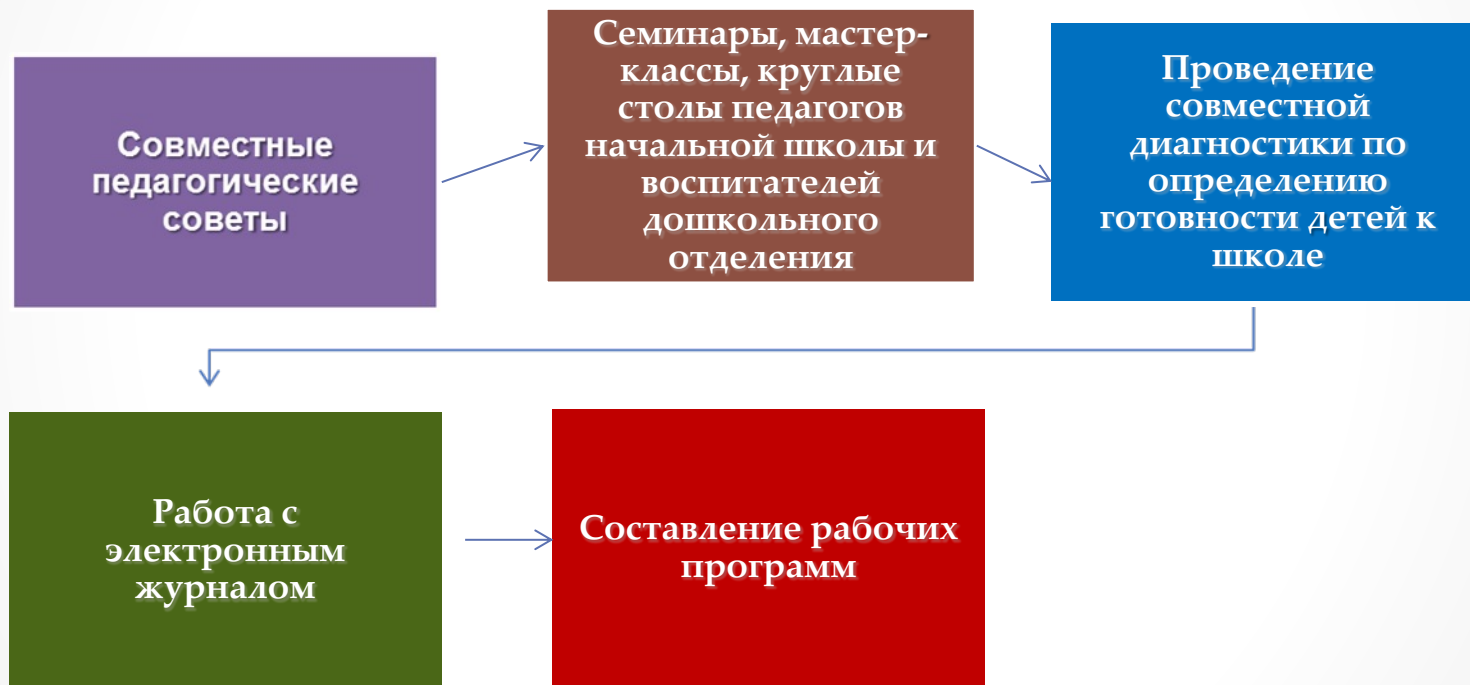 Совместные
педагогические
советы
Семинары, мастер-
классы, круглые
столы педагогов
начальной школы и
воспитателей
дошкольного
отделения
Проведение
совместной
диагностики по
определению
готовности детей к
школе
Работа с
электронным
журналом
Составление рабочих
программ